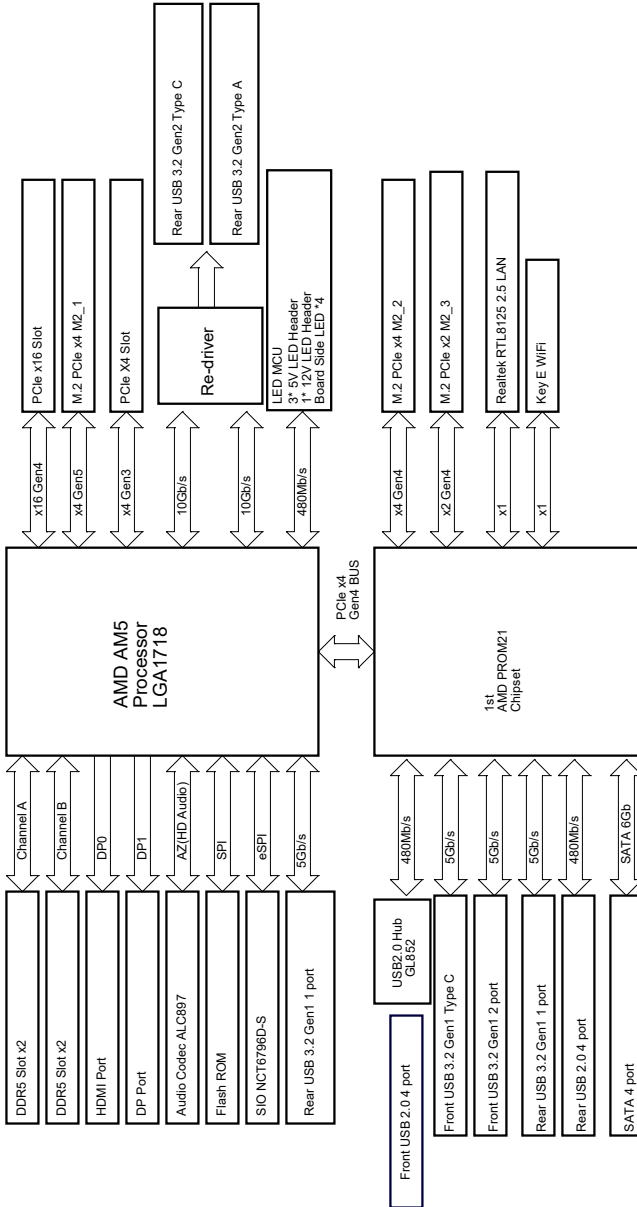 DDR5 Slot x2
Channel A
DDR5 Slot x2
Channel B
HDMI Port
DP0
DP Port
DP1
Audio Codec ALC897
AZ(HD Audio)
Flash ROM
SPI
SIO NCT6796D-S
eSPI
Rear USB 3.2 Gen1 1 port
5Gb/s
AMD AM5
Processor
LGA1718
x16 Gen4
PCIe x16 Slot
x4 Gen5
M.2 PCIe x4 M2_1
x4 Gen3
PCIe X4 Slot
10Gb/s
10Gb/s
Re-driver
Rear USB 3.2 Gen2 Type C
Rear USB 3.2 Gen2 Type A
480Mb/s
LED MCU
3* 5V LED Header
1* 12V LED Header
Board Side LED *4
PCIe x4
Gen4 BUS
Front USB 2.0 4 port
USB2.0 Hub
GL852
480Mb/s
Front USB 3.2 Gen1 Type C
5Gb/s
Front USB 3.2 Gen1 2 port
5Gb/s
Rear USB 3.2 Gen1 1 port
5Gb/s
Rear USB 2.0 4 port
480Mb/s
SATA 4 port
SATA 6Gb
1st
AMD PROM21
Chipset
x4 Gen4
M.2 PCIe x4 M2_2
x2 Gen4
M.2 PCIe x2 M2_3
x1
Realtek RTL8125 2.5 LAN
x1
Key E WiFi